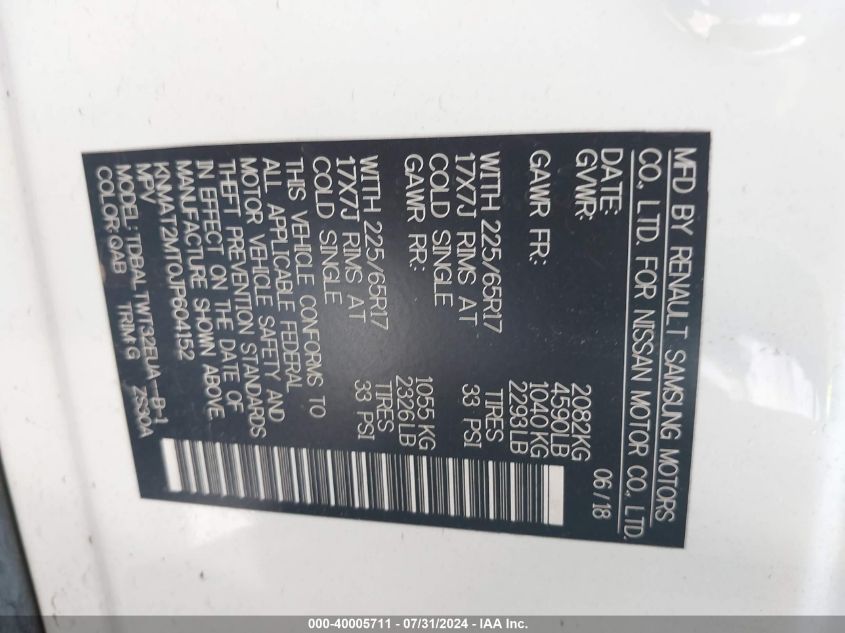 MFD BY RENAULT SAMSUNG MOTORS
CO., LTD. FOR NISSAN MOTOR CO., LTD.
DATE: 06/18
GVWR: 2082KG
4590LB
GAWR FR: 1040KG
2293LB
WITH 225/65R17 TIRES
17X7J RIMS AT 33 PSI
COLD SINGLE
GAWR RR: 1055 KG
2326LB
WITH 225/65R17 TIRES
17X7J RIMS AT 33 PSI
COLD SINGLE
THIS VEHICLE CONFORMS TO
ALL APPLICABLE FEDERAL
MOTOR VEHICLE SAFETY AND
THEFT PREVENTION STANDARDS
IN EFFECT ON THE DATE OF
MANUFACTURE SHOWN ABOVE.
KNMAT2MT0JP604152
MPV
MODEL: TDBAL TWT32EUA-B-1
COLOR: QAB TRIM: G Z530A
000-40005711 - 07/31/2024 - IAA Inc.